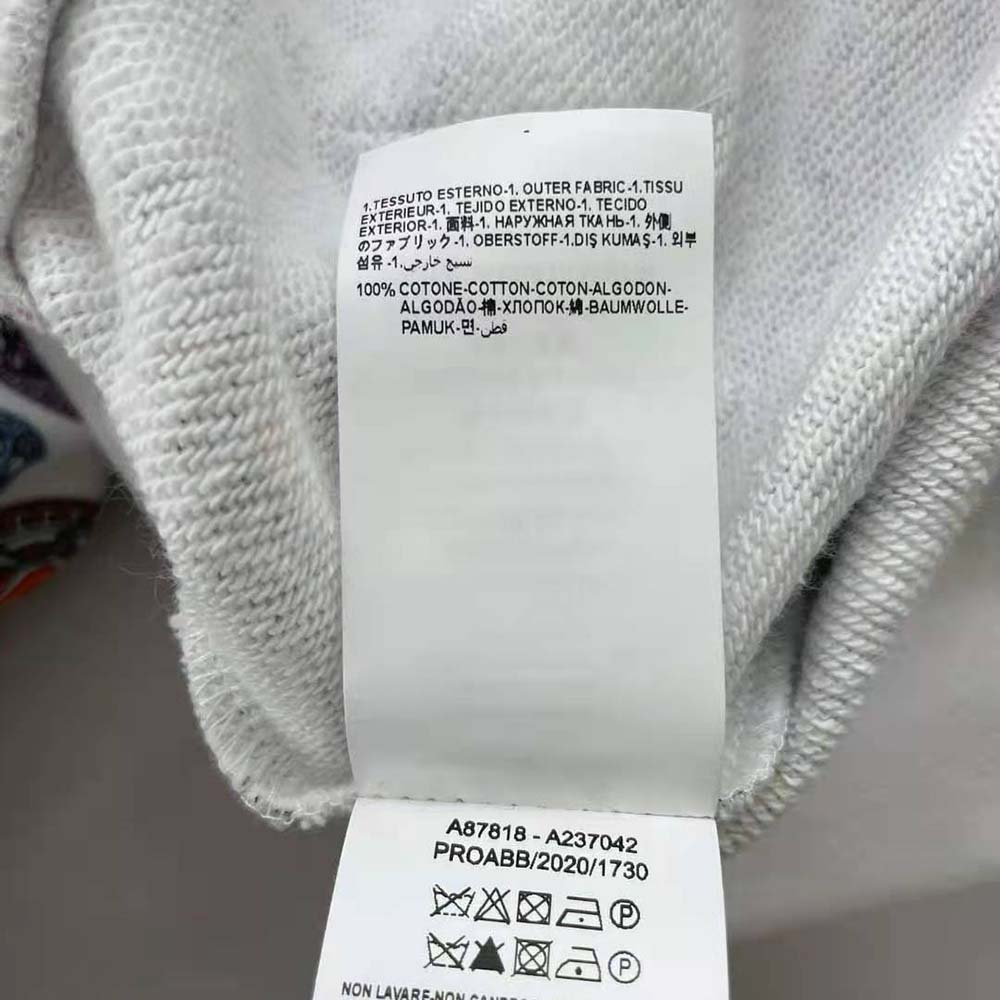 1.TESSUTO ESTERNO-1. OUTER FABRIC-1.TISSU
EXTERIEUR-1. TEJIDO EXTERNO-1. TECIDO
EXTERIOR-1. 面料-1. НАРУЖНАЯ ТКАНЬ-1. 外側
のファブリック-1. OBERSTOFF-1.DIŞ KUMAŞ-1. 외부
섬유 -1.نسيج خارجي
100% COTONE-COTTON-COTON-ALGODON-
ALGODÃO-棉-ХЛОПОК-綿-BAUMWOLLE-
PAMUK-면-قطن
A87818 - A237042
PROABB/2020/1730
P
P
NON LAVARE-NON